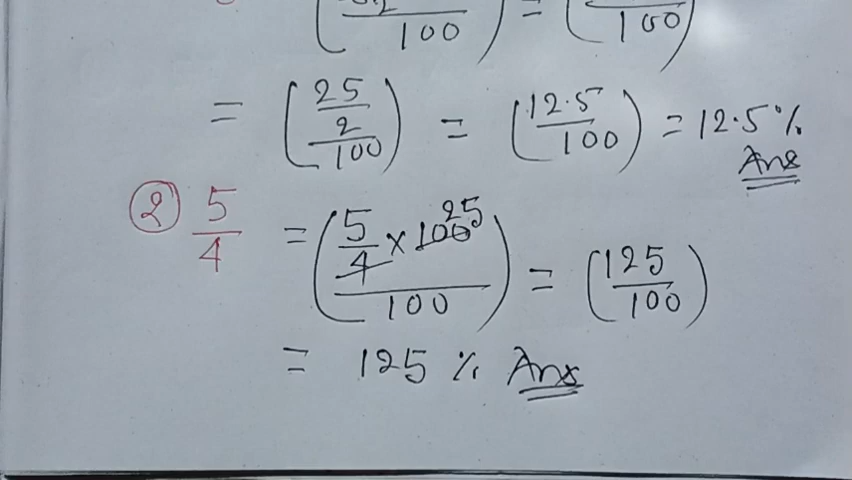 100 ) = ( 100 )
= ( 25/2 / 100 ) = ( 12.5 / 100 ) = 12.5 %
Ans
② 5/4 = ( 5/4 × 100 25 / 100 ) = ( 125 / 100 )
= 125 % Ans